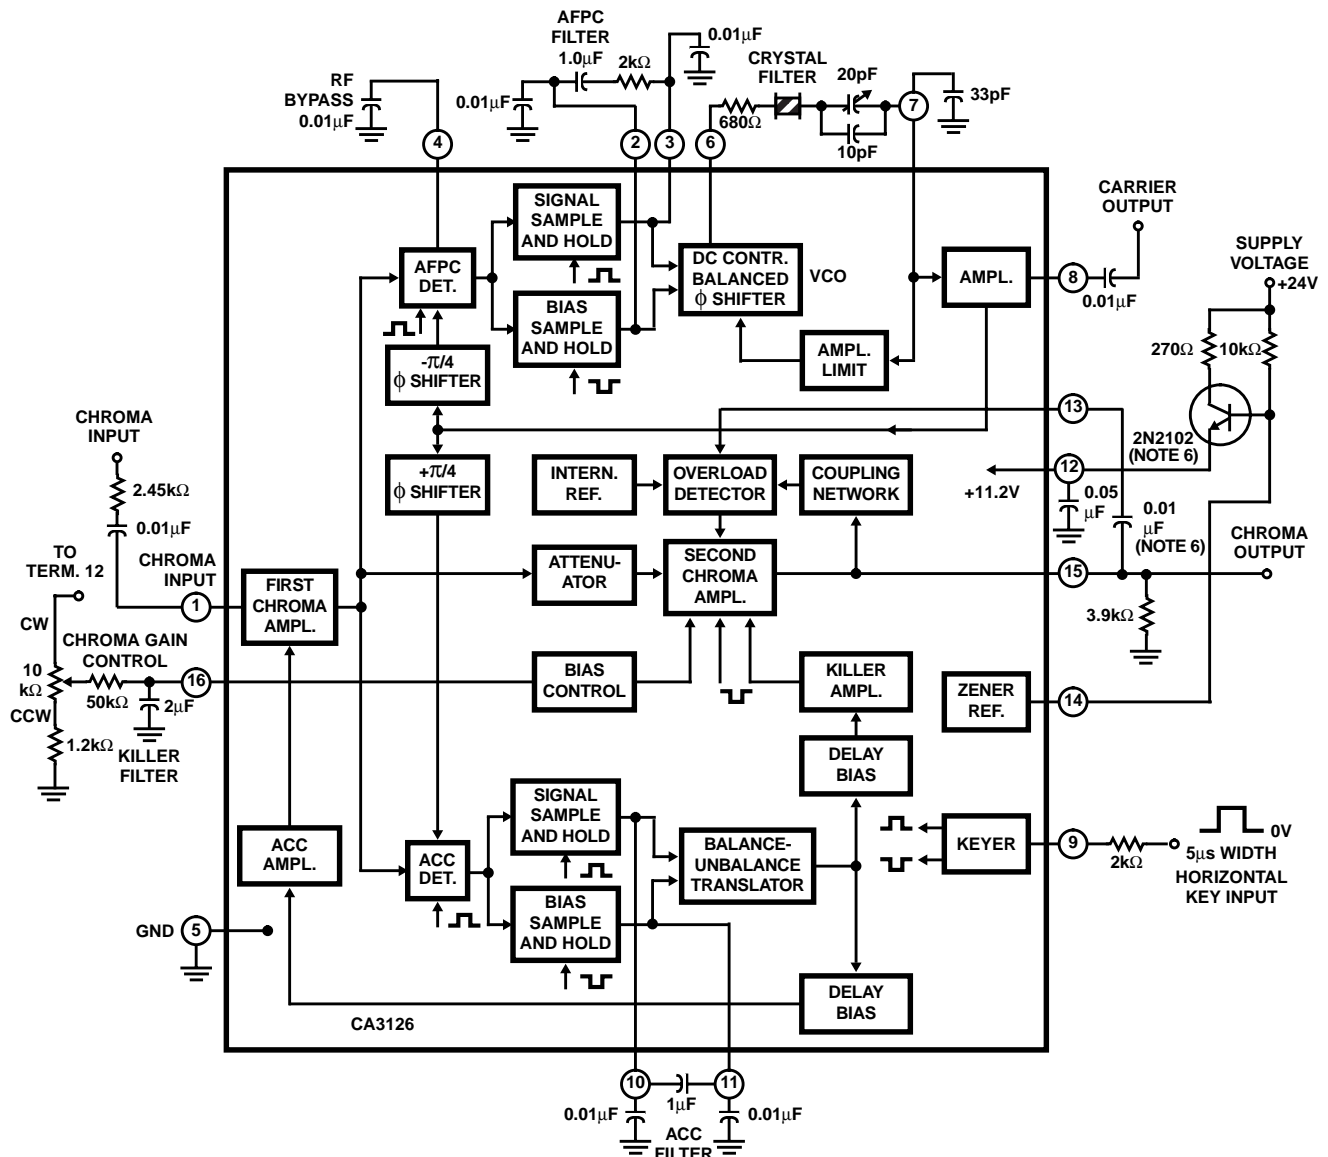 AFPC
FILTER
1.0µF
2kΩ
0.01µF
0.01µF
RF
BYPASS
0.01µF
CRYSTAL
FILTER
680Ω
20pF
10pF
33pF
4
2
3
6
7
SIGNAL
SAMPLE
AND HOLD
AFPC
DET.
BIAS
SAMPLE
AND HOLD
DC CONTR.
BALANCED
ϕ SHIFTER
VCO
AMPL.
8
0.01µF
CARRIER
OUTPUT
SUPPLY
VOLTAGE
+24V
270Ω
10kΩ
-π/4
ϕ SHIFTER
AMPL.
LIMIT
13
2N2102
(NOTE 6)
CHROMA
INPUT
2.45kΩ
0.01µF
+π/4
ϕ SHIFTER
INTERN.
REF.
OVERLOAD
DETECTOR
COUPLING
NETWORK
12
+11.2V
0.05
µF
0.01
µF
(NOTE 6)
CHROMA
OUTPUT
TO
TERM. 12
CHROMA
INPUT
1
FIRST
CHROMA
AMPL.
ATTENU-
ATOR
SECOND
CHROMA
AMPL.
15
3.9kΩ
CW
CHROMA GAIN
CONTROL
10
kΩ
CCW
50kΩ
2µF
16
1.2kΩ
KILLER
FILTER
BIAS
CONTROL
KILLER
AMPL.
ZENER
REF.
14
DELAY
BIAS
SIGNAL
SAMPLE
AND HOLD
ACC
AMPL.
ACC
DET.
BIAS
SAMPLE
AND HOLD
BALANCE-
UNBALANCE
TRANSLATOR
KEYER
9
2kΩ
0V
5µs WIDTH
HORIZONTAL
KEY INPUT
GND
5
DELAY
BIAS
CA3126
10
11
1µF
0.01µF
0.01µF
ACC
FILTER